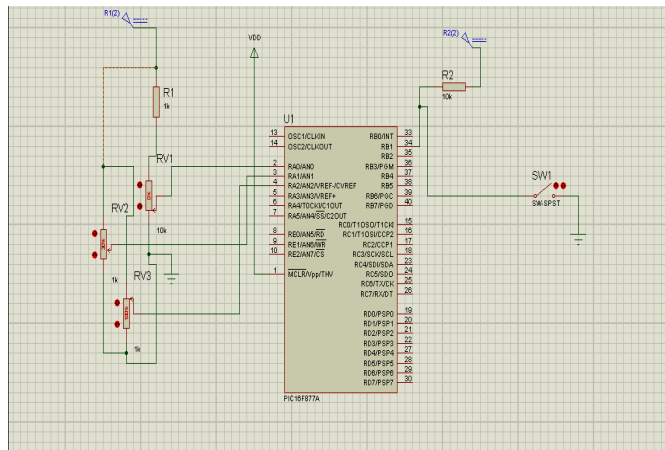 R1(2)
R2(2)
VDD
R1
1k
R2
10k
U1
13 OSC1/CLKIN RB0/INT 33
14 OSC2/CLKOUT RB1 34
RB2 35
2 RA0/AN0 RB3/PGM 36
3 RA1/AN1 RB4 37
4 RA2/AN2/VREF-/CVREF RB5 38
5 RA3/AN3/VREF+ RB6/PGC 39
6 RA4/T0CKI/C1OUT RB7/PGD 40
7 RA5/AN4/SS/C2OUT
RC0/T1OSO/T1CKI 15
8 RE0/AN5/RD RC1/T1OSI/CCP2 16
9 RE1/AN6/WR RC2/CCP1 17
10 RE2/AN7/CS RC3/SCK/SCL 18
RC4/SDI/SDA 23
1 MCLR/Vpp/THV RC5/SDO 24
RC6/TX/CK 25
RC7/RX/DT 26
RD0/PSP0 19
RD1/PSP1 20
RD2/PSP2 21
RD3/PSP3 22
RD4/PSP4 27
RD5/PSP5 28
RD6/PSP6 29
RD7/PSP7 30
PIC16F877A
RV1
10k
RV2
1k
RV3
1k
SW1
SW-SPST